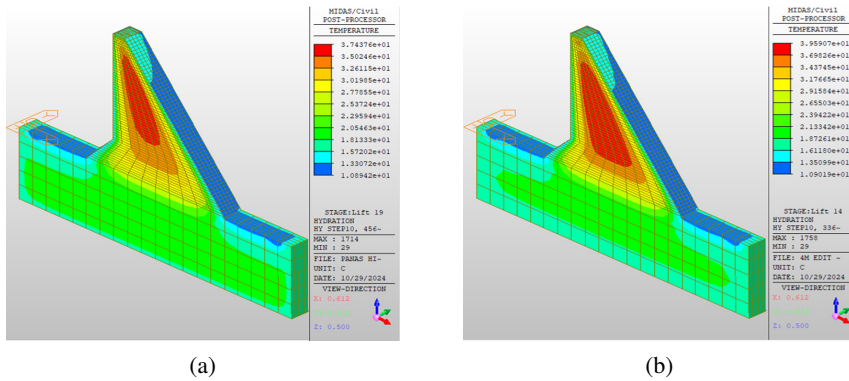 MIDAS/Civil
POST-PROCESSOR
TEMPERATURE
3.74376e+01
3.50246e+01
3.26115e+01
3.01985e+01
2.77855e+01
2.53724e+01
2.29594e+01
2.05463e+01
1.81333e+01
1.57202e+01
1.33072e+01
1.08942e+01
STAGE:Lift 19
HYDRATION
HY STEP10, 456~
MAX : 1714
MIN : 29
FILE: PANAS HI~
UNIT: C
DATE: 10/29/2024
VIEW-DIRECTION
X: 0.612
Z: 0.500
(a)
MIDAS/Civil
POST-PROCESSOR
TEMPERATURE
3.95907e+01
3.69826e+01
3.43745e+01
3.17665e+01
2.91584e+01
2.65503e+01
2.39422e+01
2.13342e+01
1.87261e+01
1.61180e+01
1.35099e+01
1.09019e+01
STAGE:Lift 14
HYDRATION
HY STEP10, 336~
MAX : 1758
MIN : 29
FILE: 4M EDIT ~
UNIT: C
DATE: 10/29/2024
VIEW-DIRECTION
X: 0.612
Z: 0.500
(b)